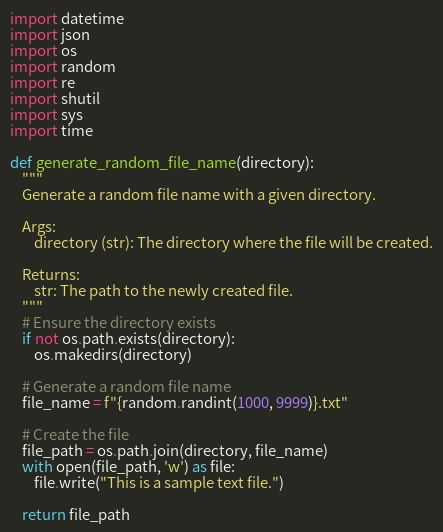 import datetime
import json
import os
import random
import re
import shutil
import sys
import time

def generate_random_file_name(directory):
    """
    Generate a random file name with a given directory.

    Args:
        directory (str): The directory where the file will be created.

    Returns:
        str: The path to the newly created file.
    """
    # Ensure the directory exists
    if not os.path.exists(directory):
        os.makedirs(directory)

    # Generate a random file name
    file_name = f"{random.randint(1000, 9999)}.txt"

    # Create the file
    file_path = os.path.join(directory, file_name)
    with open(file_path, 'w') as file:
        file.write("This is a sample text file.")

    return file_path